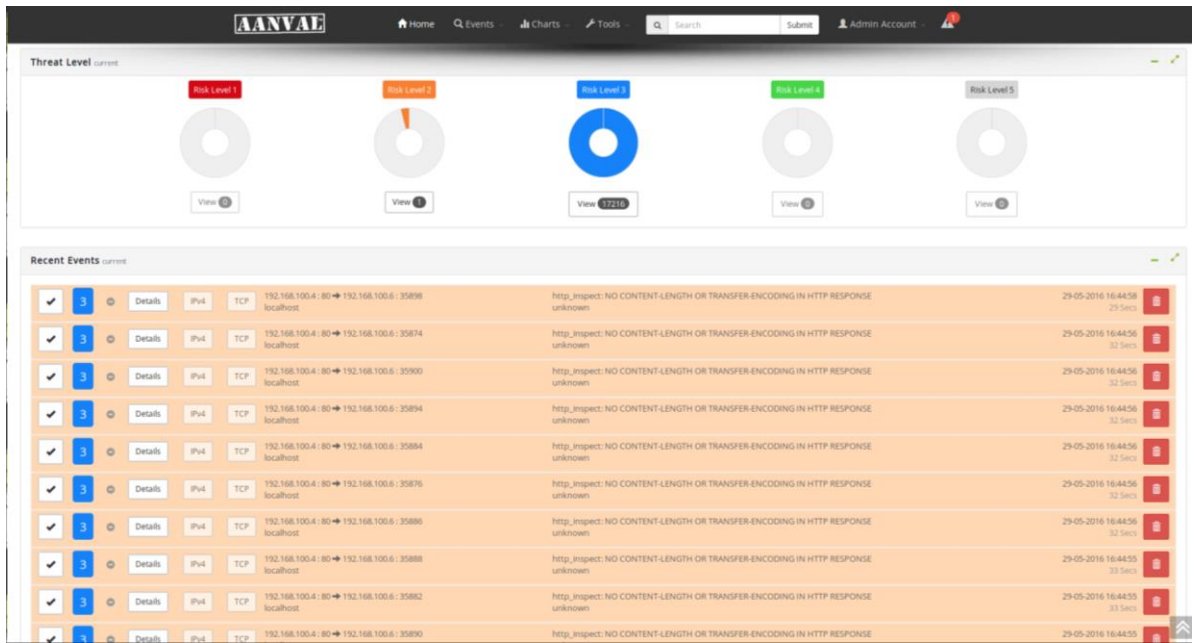 AANVAL Home Events Charts Tools Search Submit Admin Account 1
Threat Level current
Risk Level 1 Risk Level 2 Risk Level 3 Risk Level 4 Risk Level 5
View 0 View 1 View 17216 View 0 View 0
Recent Events current
3 Details IPv4 TCP 192.168.100.4 : 80 ➔ 192.168.100.6 : 35898 http_inspect: NO CONTENT-LENGTH OR TRANSFER-ENCODING IN HTTP RESPONSE 29-05-2016 16:44:58
localhost unknown 29 Secs
3 Details IPv4 TCP 192.168.100.4 : 80 ➔ 192.168.100.6 : 35874 http_inspect: NO CONTENT-LENGTH OR TRANSFER-ENCODING IN HTTP RESPONSE 29-05-2016 16:44:56
localhost unknown 32 Secs
3 Details IPv4 TCP 192.168.100.4 : 80 ➔ 192.168.100.6 : 35900 http_inspect: NO CONTENT-LENGTH OR TRANSFER-ENCODING IN HTTP RESPONSE 29-05-2016 16:44:56
localhost unknown 32 Secs
3 Details IPv4 TCP 192.168.100.4 : 80 ➔ 192.168.100.6 : 35894 http_inspect: NO CONTENT-LENGTH OR TRANSFER-ENCODING IN HTTP RESPONSE 29-05-2016 16:44:56
localhost unknown 32 Secs
3 Details IPv4 TCP 192.168.100.4 : 80 ➔ 192.168.100.6 : 35884 http_inspect: NO CONTENT-LENGTH OR TRANSFER-ENCODING IN HTTP RESPONSE 29-05-2016 16:44:56
localhost unknown 32 Secs
3 Details IPv4 TCP 192.168.100.4 : 80 ➔ 192.168.100.6 : 35876 http_inspect: NO CONTENT-LENGTH OR TRANSFER-ENCODING IN HTTP RESPONSE 29-05-2016 16:44:56
localhost unknown 32 Secs
3 Details IPv4 TCP 192.168.100.4 : 80 ➔ 192.168.100.6 : 35886 http_inspect: NO CONTENT-LENGTH OR TRANSFER-ENCODING IN HTTP RESPONSE 29-05-2016 16:44:56
localhost unknown 32 Secs
3 Details IPv4 TCP 192.168.100.4 : 80 ➔ 192.168.100.6 : 35888 http_inspect: NO CONTENT-LENGTH OR TRANSFER-ENCODING IN HTTP RESPONSE 29-05-2016 16:44:55
localhost unknown 33 Secs
3 Details IPv4 TCP 192.168.100.4 : 80 ➔ 192.168.100.6 : 35882 http_inspect: NO CONTENT-LENGTH OR TRANSFER-ENCODING IN HTTP RESPONSE 29-05-2016 16:44:55
localhost unknown 33 Secs
3 Details IPv4 TCP 192.168.100.4 : 80 ➔ 192.168.100.6 : 35890 http_inspect: NO CONTENT-LENGTH OR TRANSFER-ENCODING IN HTTP RESPONSE 29-05-2016 16:44:55